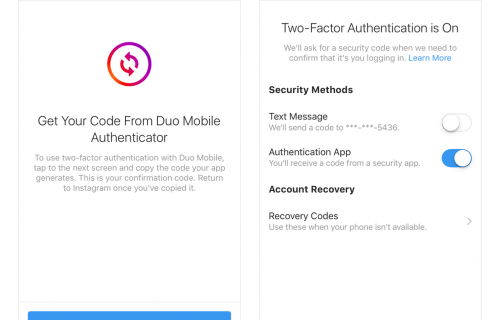 Get Your Code From Duo Mobile
Authenticator
To use two-factor authentication with Duo Mobile,
tap to the next screen and copy the code your app
generates. This is your confirmation code. Return
to Instagram once you've copied it.
Two-Factor Authentication is On
We'll ask for a security code when we need to
confirm that it's you logging in. Learn More
Security Methods
Text Message
We'll send a code to ***-***-5436.
Authentication App
You'll receive a code from a security app.
Account Recovery
Recovery Codes
Use these when your phone isn't available.